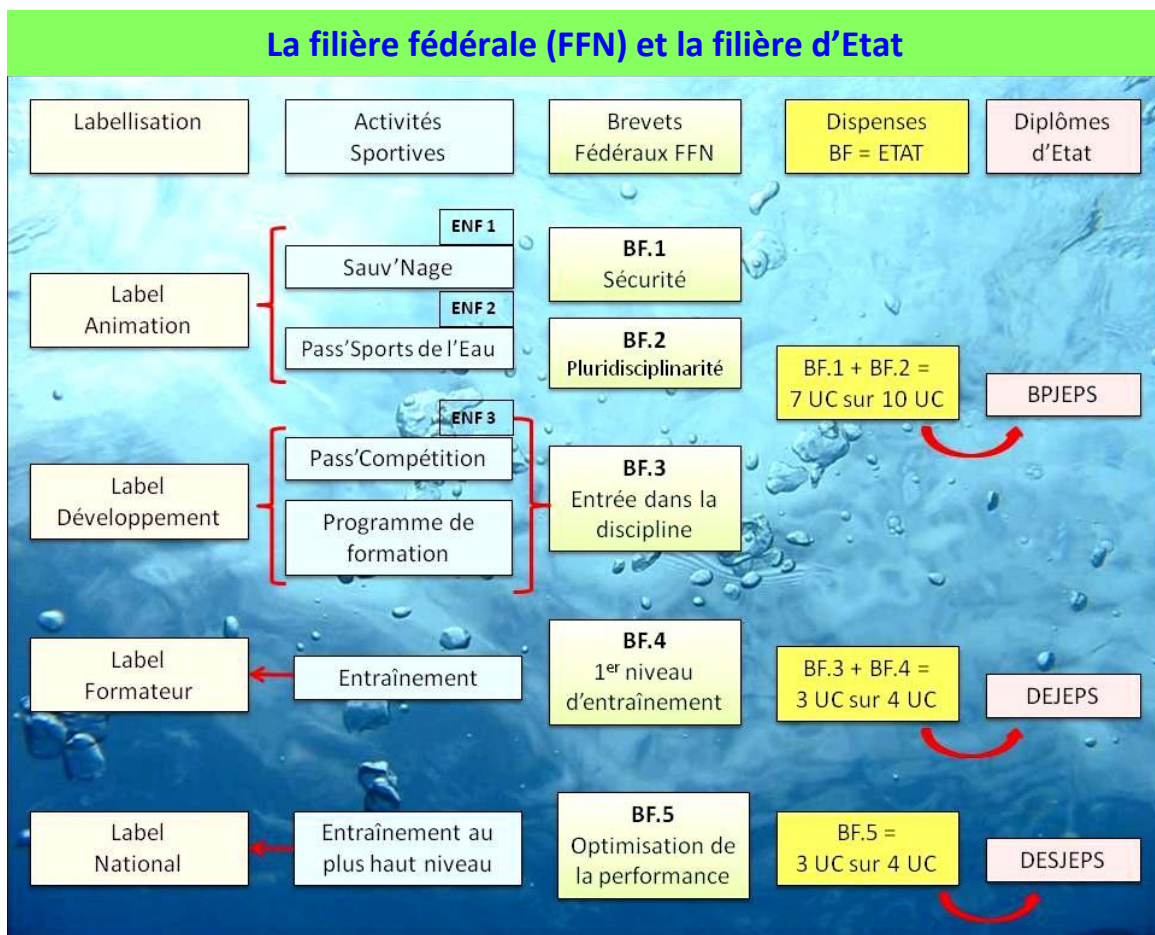 La filière fédérale (FFN) et la filière d’Etat
Labellisation
Activités
Sportives
Brevets
Fédéraux FFN
Dispenses
BF = ETAT
Diplômes
d’Etat
Label
Animation
ENF 1
Sauv’Nage
ENF 2
Pass’Sports de l’Eau
BF.1
Sécurité
BF.2
Pluridisciplinarité
BF.1 + BF.2 =
7 UC sur 10 UC
BPJEPS
Label
Développement
ENF 3
Pass’Compétition
Programme de
formation
BF.3
Entrée dans la
discipline
Label
Formateur
Entraînement
BF.4
1er niveau
d’entraînement
BF.3 + BF.4 =
3 UC sur 4 UC
DEJEPS
Label
National
Entraînement au
plus haut niveau
BF.5
Optimisation de
la performance
BF.5 =
3 UC sur 4 UC
DESJEPS